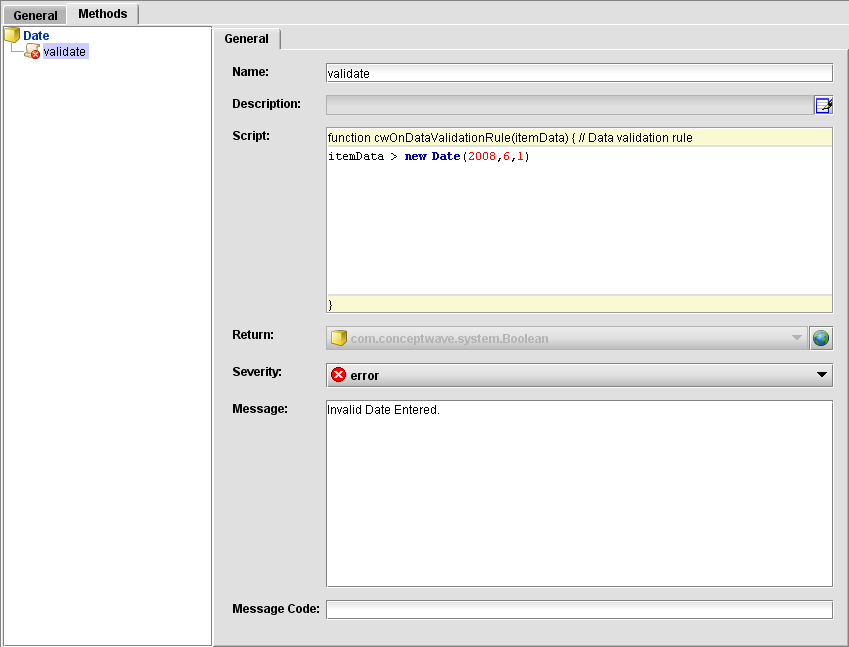 General Methods
Date
validate
General
Name: validate
Description:
Script: function cwOnDataValidationRule(itemData) { // Data validation rule
itemData > new Date(2008,6,1)
}
Return: com.conceptwave.system.Boolean
Severity: error
Message: Invalid Date Entered.
Message Code: